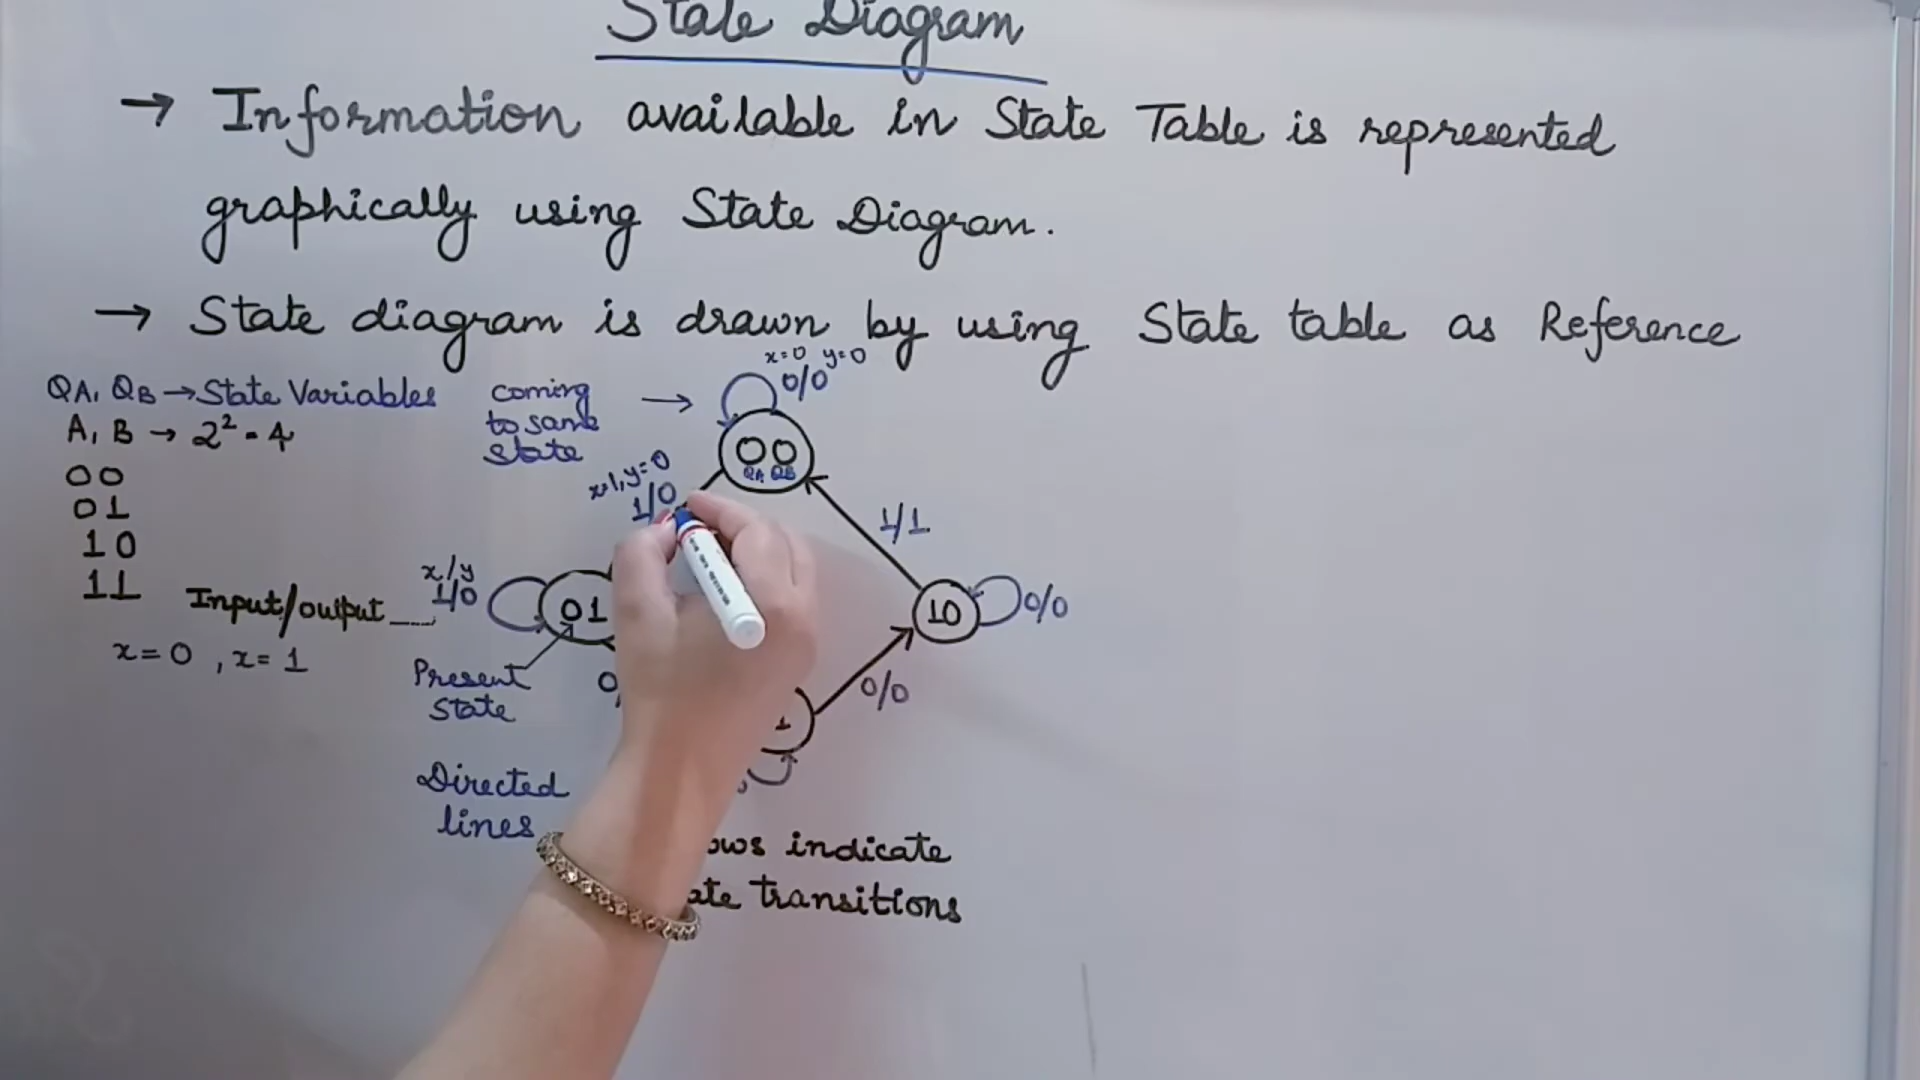 State Diagram
→ Information available in State Table is represented
graphically using State Diagram.
→ State diagram is drawn by using State table as Reference
QA, QB → State Variables
A, B → 2² = 4
00
01
10
11
Input/output
x=0, x=1
coming
to same
state
→
x=0 y=0
0/0
00
QA QB
x=1, y=0
1/0
1/1
x/y
1/0
01
10
0/0
Present
state
0/0
Directed
lines
indicate
transitions